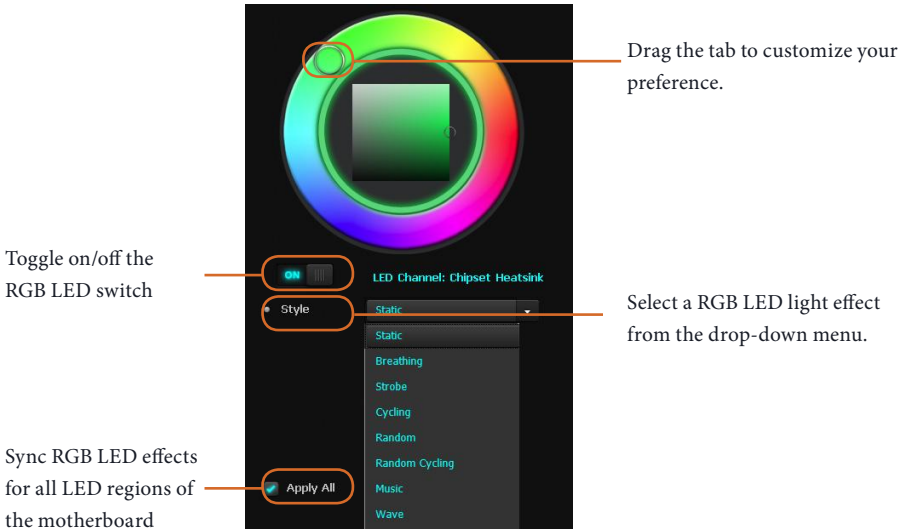 Drag the tab to customize your
preference.
Toggle on/off the
RGB LED switch
ON
LED Channel: Chipset Heatsink
Style
Static
Select a RGB LED light effect
from the drop-down menu.
Static
Breathing
Strobe
Cycling
Random
Random Cycling
Music
Wave
Sync RGB LED effects
for all LED regions of
the motherboard
Apply All